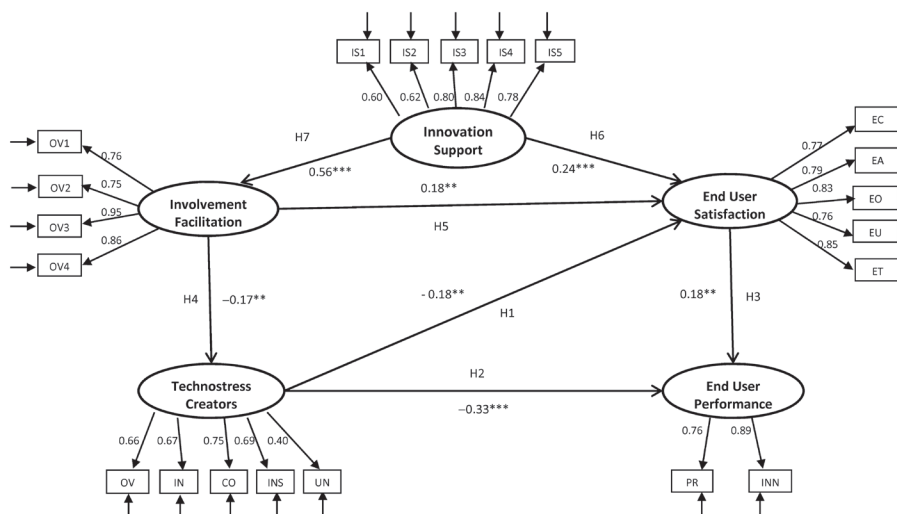 IS1 IS2 IS3 IS4 IS5
0.60 0.62 0.80 0.84 0.78
Innovation
Support
H7
H6
0.56***
0.24***
OV1
OV2
OV3
OV4
0.76
0.75
0.95
0.86
Involvement
Facilitation
0.18**
H5
End User
Satisfaction
EC
EA
EO
EU
ET
0.77
0.79
0.83
0.76
0.85
H4
−0.17**
- 0.18**
H1
0.18**
H3
Technostress
Creators
H2
−0.33***
End User
Performance
0.66 0.67 0.75 0.69 0.40
OV IN CO INS UN
0.76 0.89
PR INN